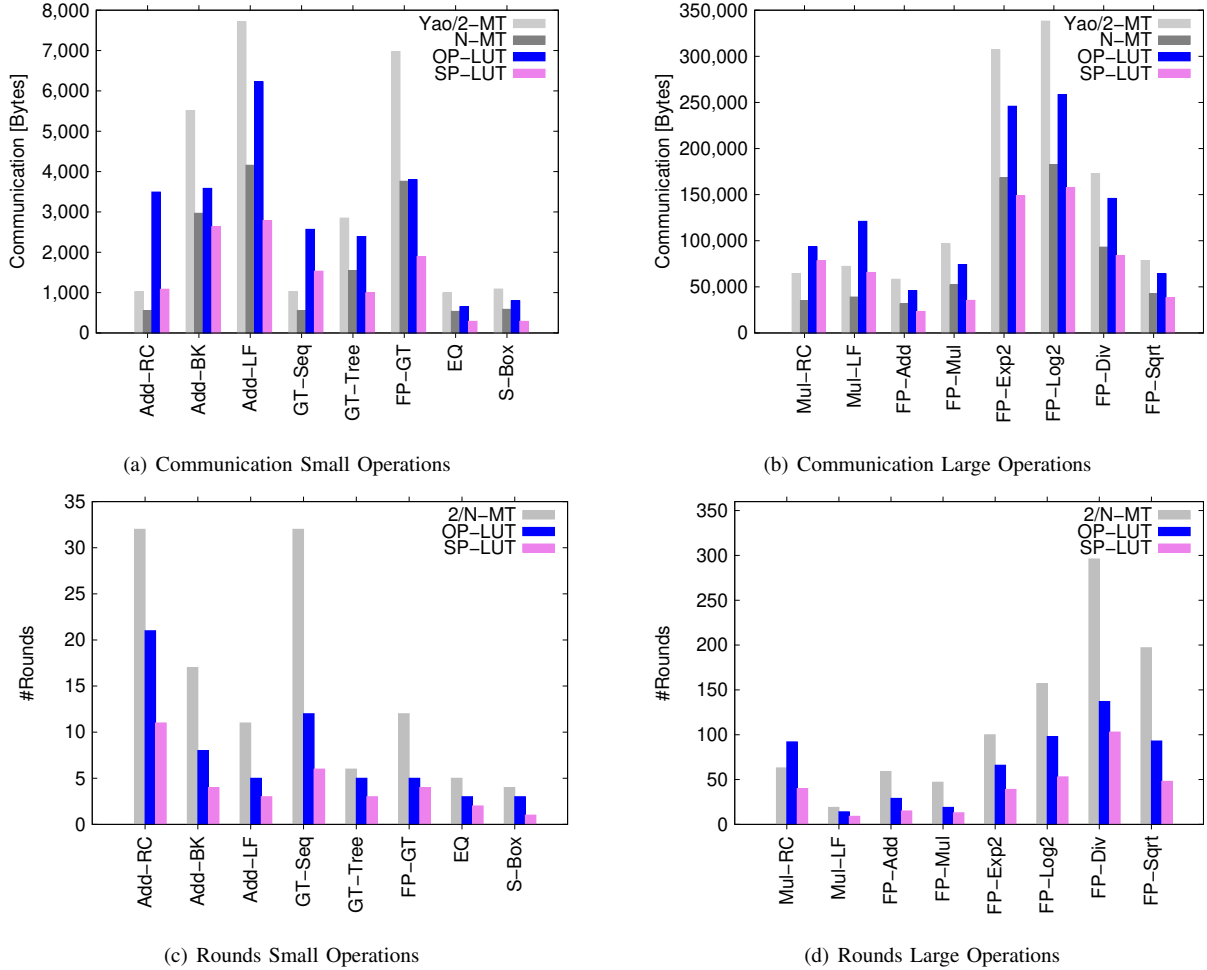 8,000
7,000
6,000
5,000
4,000
3,000
2,000
1,000
0
Communication [Bytes]
Yao/2-MT
N-MT
OP-LUT
SP-LUT
Add-RC
Add-BK
Add-LF
GT-Seq
GT-Tree
FP-GT
EQ
S-Box
(a) Communication Small Operations
350,000
300,000
250,000
200,000
150,000
100,000
50,000
0
Communication [Bytes]
Yao/2-MT
N-MT
OP-LUT
SP-LUT
Mul-RC
Mul-LF
FP-Add
FP-Mul
FP-Exp2
FP-Log2
FP-Div
FP-Sqrt
(b) Communication Large Operations
35
30
25
20
15
10
5
0
#Rounds
2/N-MT
OP-LUT
SP-LUT
Add-RC
Add-BK
Add-LF
GT-Seq
GT-Tree
FP-GT
EQ
S-Box
(c) Rounds Small Operations
350
300
250
200
150
100
50
0
#Rounds
2/N-MT
OP-LUT
SP-LUT
Mul-RC
Mul-LF
FP-Add
FP-Mul
FP-Exp2
FP-Log2
FP-Div
FP-Sqrt
(d) Rounds Large Operations